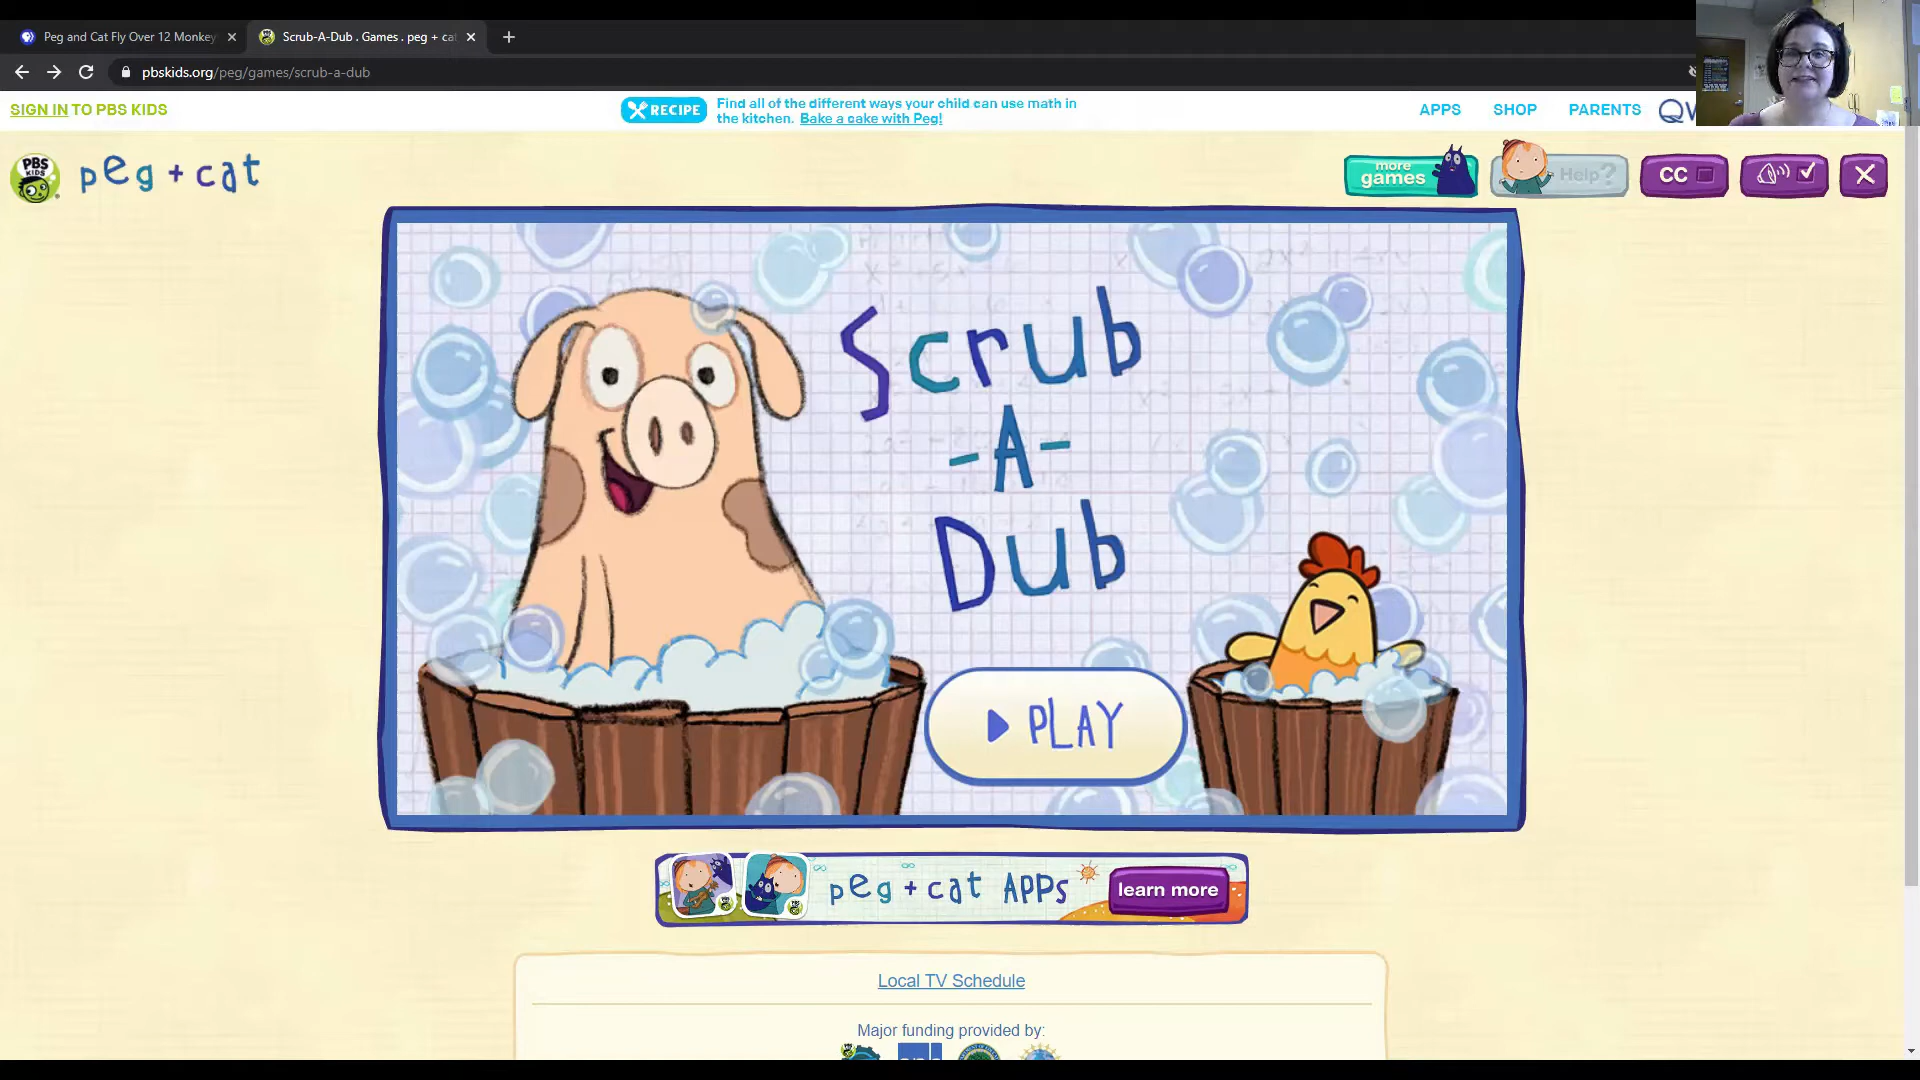 Peg and Cat Fly Over 12 Monkey
Scrub-A-Dub . Games . peg + cat
pbskids.org/peg/games/scrub-a-dub
SIGN IN TO PBS KIDS
RECIPE
Find all of the different ways your child can use math in
the kitchen. Bake a cake with Peg!
APPS
SHOP
PARENTS
PBS
KIDS
peg + cat
more
games
Help?
CC
Scrub
-A-
Dub
PLAY
peg + cat APPs
learn more
Local TV Schedule
Major funding provided by: